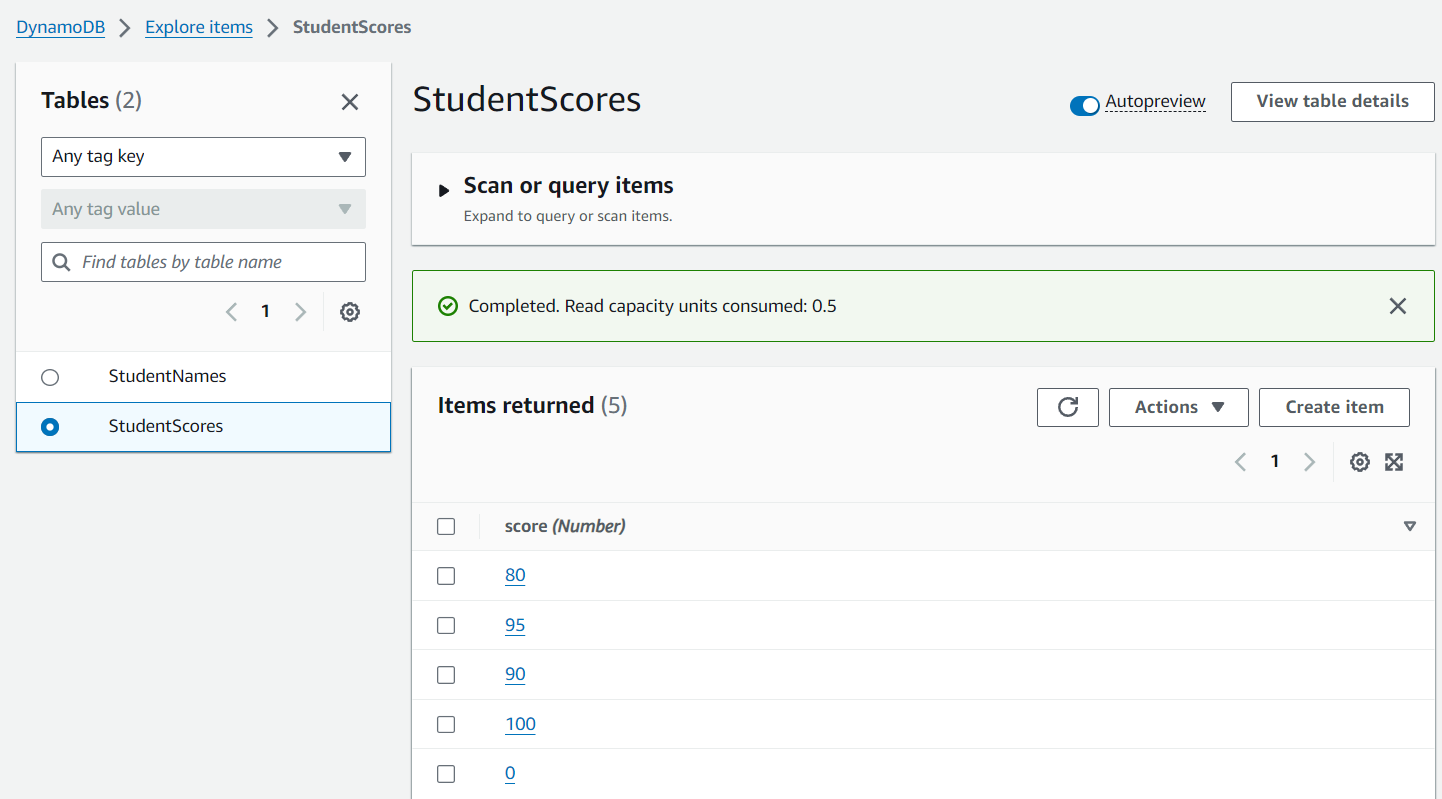 DynamoDB > Explore items > StudentScores
Tables (2)
Any tag key
Any tag value
Find tables by table name
1
StudentNames
StudentScores
StudentScores
Autopreview
View table details
Scan or query items
Expand to query or scan items.
Completed. Read capacity units consumed: 0.5
Items returned (5)
Actions
Create item
1
score (Number)
80
95
90
100
0